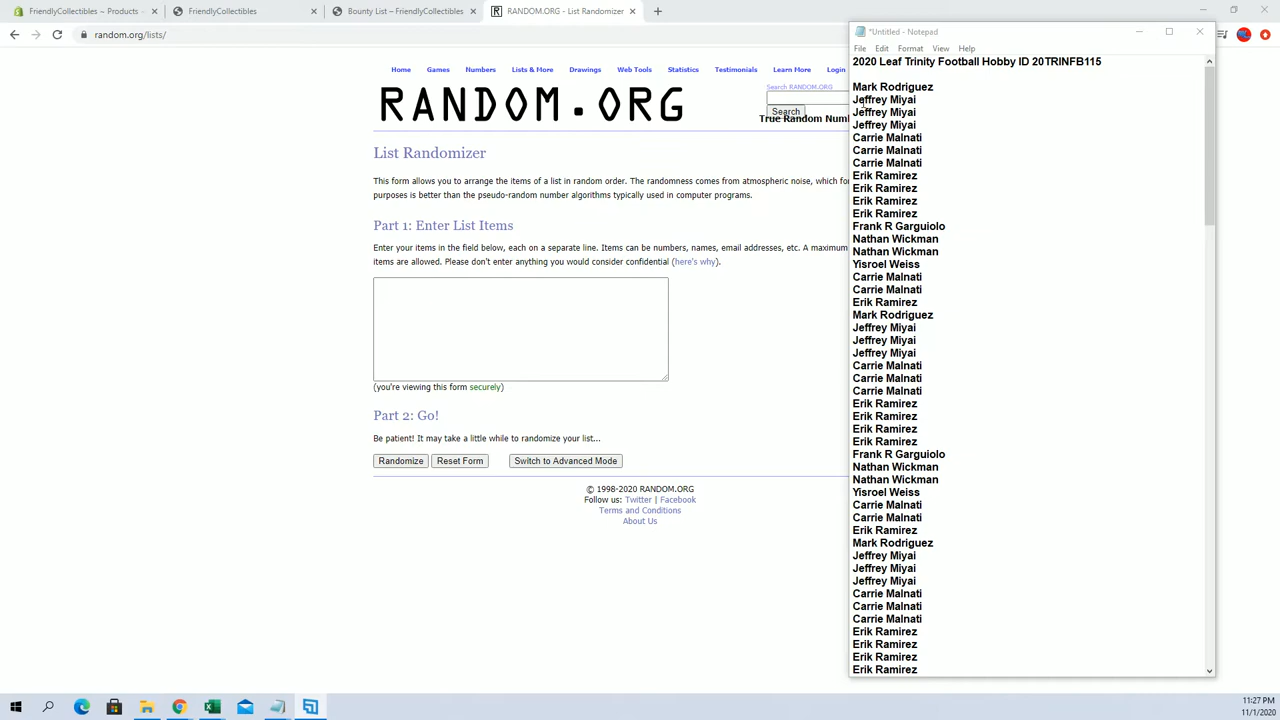 FriendlyCollectibles ~ Products ~
FriendlyCollectibles
Bounty List – FriendlyCollectibles
RANDOM.ORG - List Randomizer
random.org/lists/
Home Games Numbers Lists & More Drawings Web Tools Statistics Testimonials Learn More Login
RANDOM.ORG
Search RANDOM.ORG
Search
True Random Numb
List Randomizer
This form allows you to arrange the items of a list in random order. The randomness comes from atmospheric noise, which for
purposes is better than the pseudo-random number algorithms typically used in computer programs.
Part 1: Enter List Items
Enter your items in the field below, each on a separate line. Items can be numbers, names, email addresses, etc. A maximum
items are allowed. Please don't enter anything you would consider confidential (here's why).
(you're viewing this form securely)
Part 2: Go!
Be patient! It may take a little while to randomize your list...
Randomize Reset Form Switch to Advanced Mode
© 1998-2020 RANDOM.ORG
Follow us: Twitter | Facebook
Terms and Conditions
About Us
*Untitled - Notepad
File Edit Format View Help
2020 Leaf Trinity Football Hobby ID 20TRINFB115
Mark Rodriguez
Jeffrey Miyai
Jeffrey Miyai
Jeffrey Miyai
Carrie Malnati
Carrie Malnati
Carrie Malnati
Erik Ramirez
Erik Ramirez
Erik Ramirez
Erik Ramirez
Frank R Garguiolo
Nathan Wickman
Nathan Wickman
Yisroel Weiss
Carrie Malnati
Carrie Malnati
Erik Ramirez
Mark Rodriguez
Jeffrey Miyai
Jeffrey Miyai
Jeffrey Miyai
Carrie Malnati
Carrie Malnati
Carrie Malnati
Erik Ramirez
Erik Ramirez
Erik Ramirez
Erik Ramirez
Frank R Garguiolo
Nathan Wickman
Nathan Wickman
Yisroel Weiss
Carrie Malnati
Carrie Malnati
Erik Ramirez
Mark Rodriguez
Jeffrey Miyai
Jeffrey Miyai
Jeffrey Miyai
Carrie Malnati
Carrie Malnati
Carrie Malnati
Erik Ramirez
Erik Ramirez
Erik Ramirez
Erik Ramirez
11:27 PM
11/1/2020